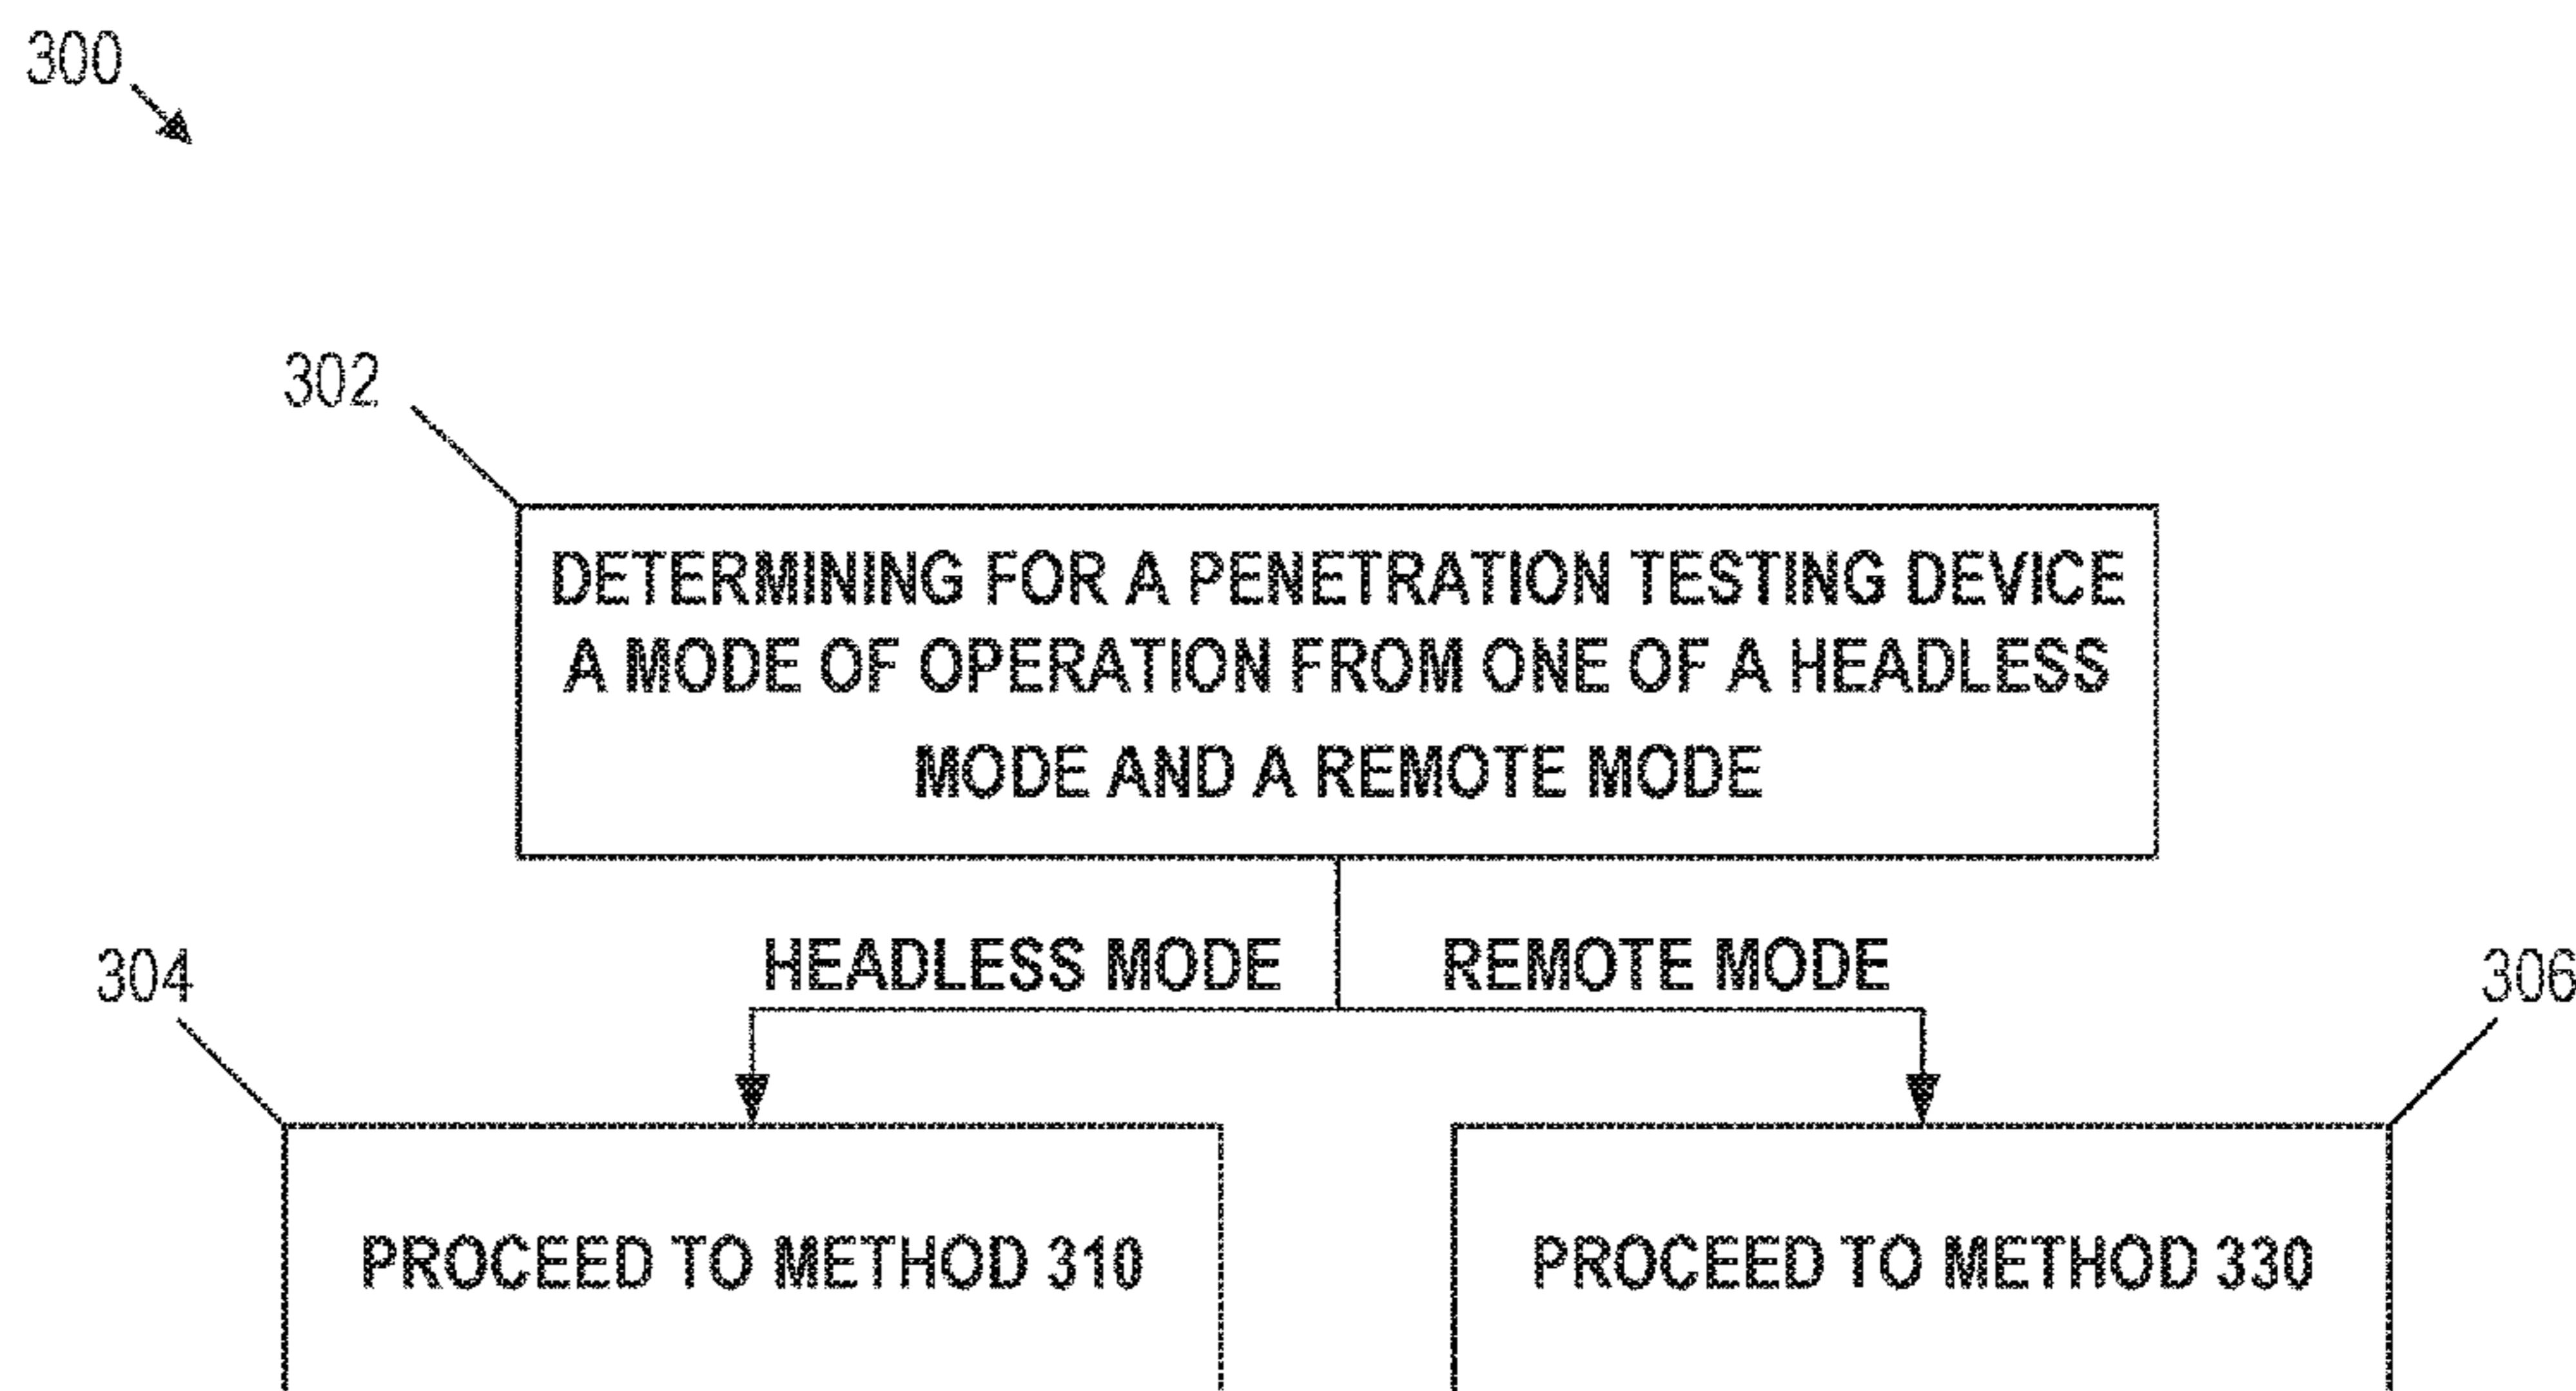 300
302
DETERMINING FOR A PENETRATION TESTING DEVICE
A MODE OF OPERATION FROM ONE OF A HEADLESS
MODE AND A REMOTE MODE
HEADLESS MODE
REMOTE MODE
304
306
PROCEED TO METHOD 310
PROCEED TO METHOD 330